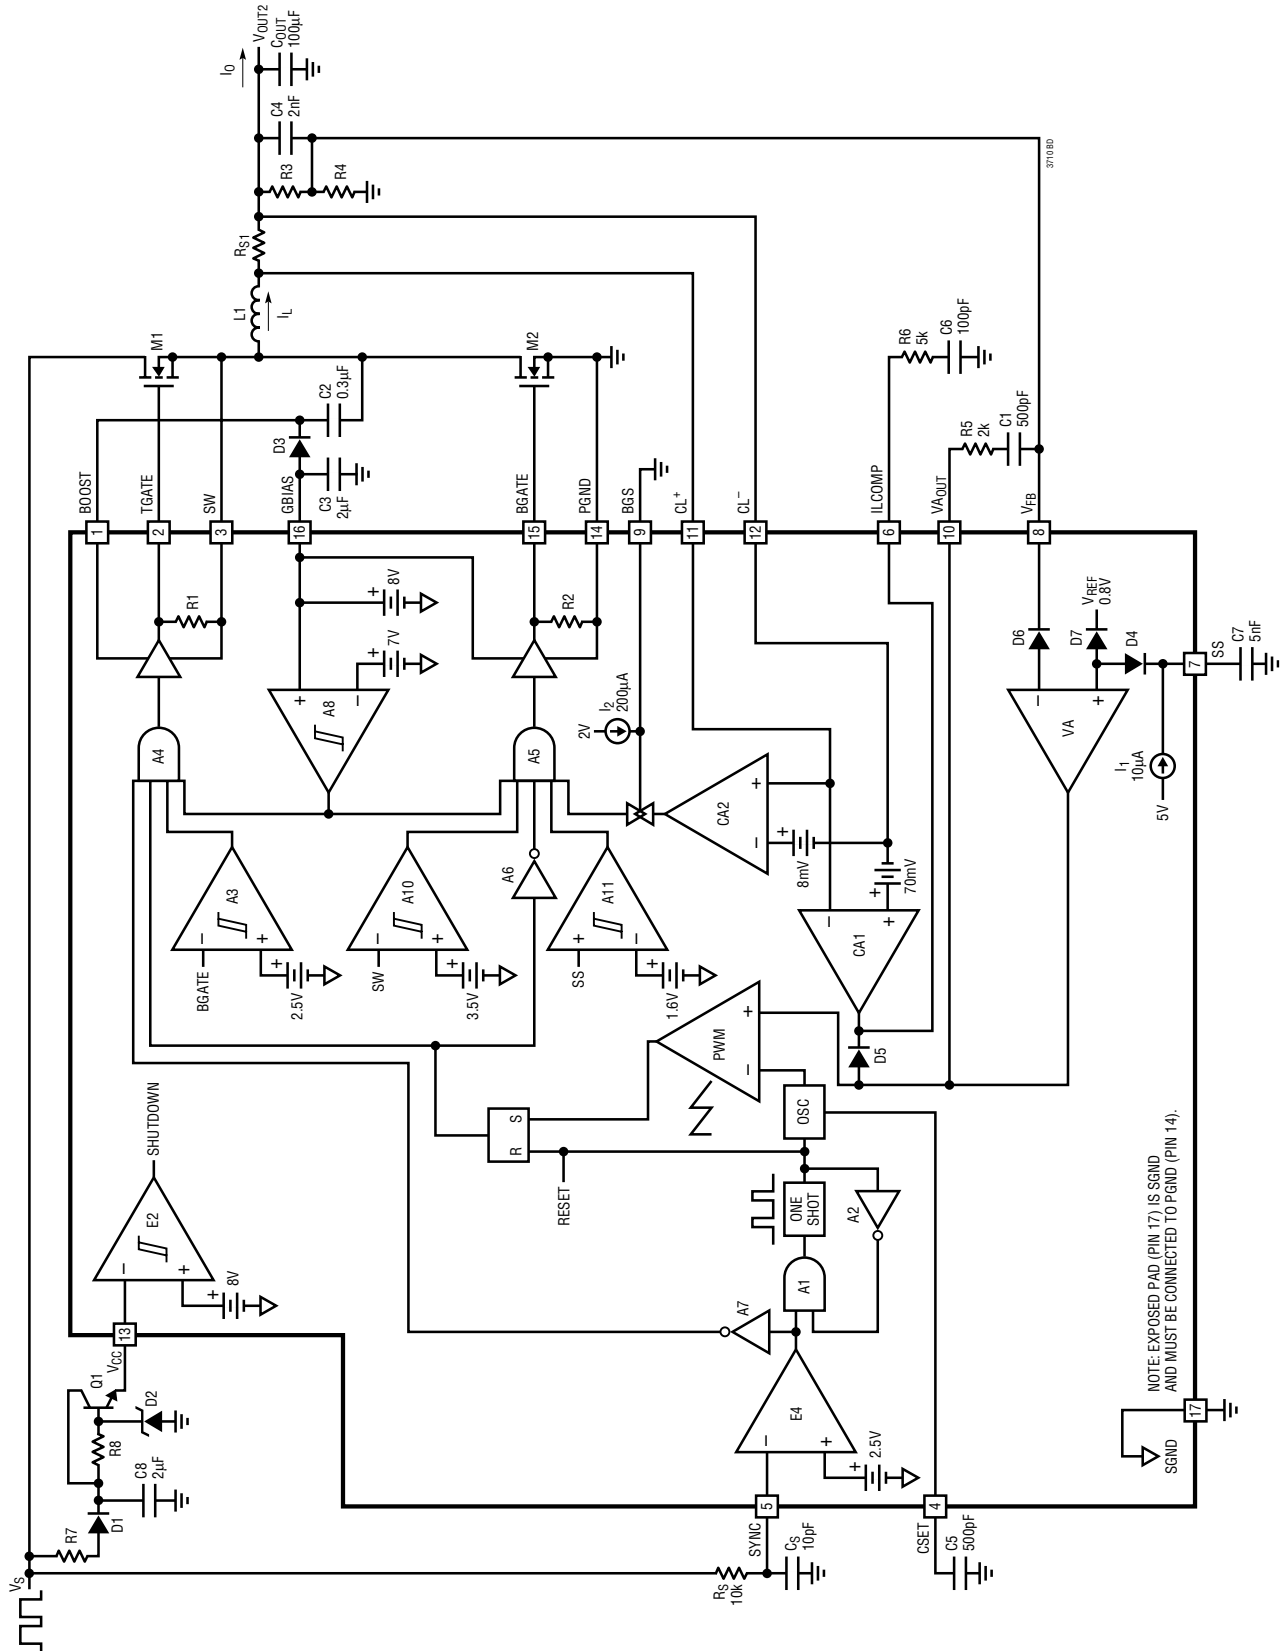 VS
R7
D1
C8
2µF
R8
Q1
D2
VCC
13
8V
E2
SHUTDOWN
+
–
BOOST
1
TGATE
2
SW
3
GBIAS
16
BGATE
15
PGND
14
BGS
9
CL+
11
CL–
12
ILCOMP
6
VAOUT
10
VFB
8
M1
M2
L1
IL
RS1
R3
R4
C4
2nF
COUT
100µF
IO
VOUT2
D3
C2
0.3µF
C3
2µF
R6
5k
C6
100pF
R5
2k
C1
500pF
3710 BD
A4
R1
A8
+
–
8V
+
7V
+
A5
R2
A3
–
+
BGATE
2.5V
+
A10
–
+
SW
3.5V
+
A6
A11
+
–
SS
1.6V
+
2V
I2
200µA
CA2
+
–
8mV
+
70mV
+
CA1
–
+
D5
PWM
–
+
R
S
RESET
OSC
ONE
SHOT
A2
A1
A7
E4
–
+
2.5V
+
SYNC
5
RS
10k
CS
10pF
CSET
4
C5
500pF
VA
–
+
D6
D7
VREF
0.8V
D4
I1
10µA
5V
7
SS
C7
5nF
SGND
17
NOTE: EXPOSED PAD (PIN 17) IS SGND
AND MUST BE CONNECTED TO PGND (PIN 14).